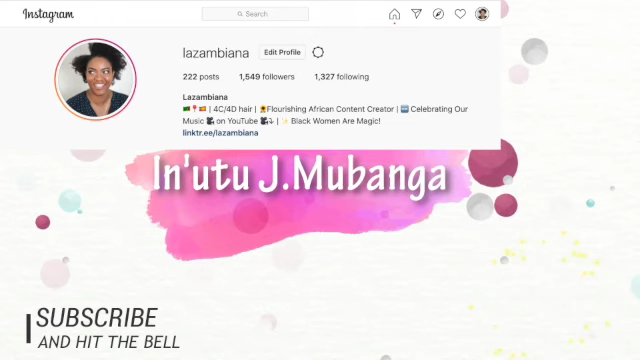 Instagram
Search
lazambiana Edit Profile
222 posts 1,549 followers 1,327 following
Lazambiana
🇿🇲📍🇪🇸 | 4C/4D hair | 🌻Flourishing African Content Creator | Celebrating Our
Music 🎥 on YouTube 🎥⤵ | ✨ Black Women Are Magic!
linktr.ee/lazambiana
In'utu J.Mubanga
SUBSCRIBE
AND HIT THE BELL